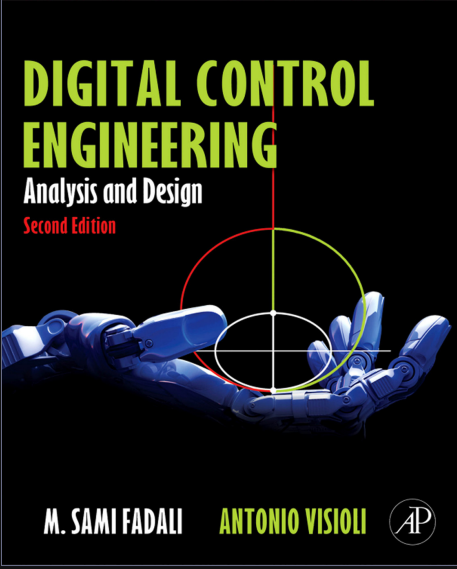 DIGITAL CONTROL
ENGINEERING
Analysis and Design
Second Edition
M. SAMI FADALI ANTONIO VISIOLI
AP